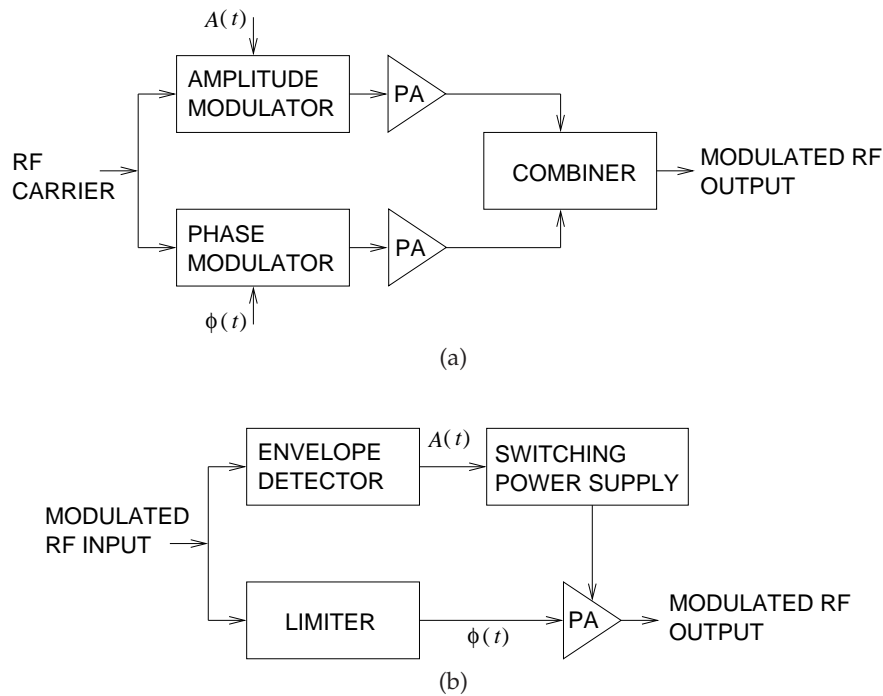 A(t)
AMPLITUDE
MODULATOR
PA
RF
CARRIER
COMBINER
MODULATED RF
OUTPUT
PHASE
MODULATOR
PA
ϕ(t)
(a)
ENVELOPE
DETECTOR
A(t)
SWITCHING
POWER SUPPLY
MODULATED
RF INPUT
LIMITER
ϕ(t)
PA
MODULATED RF
OUTPUT
(b)